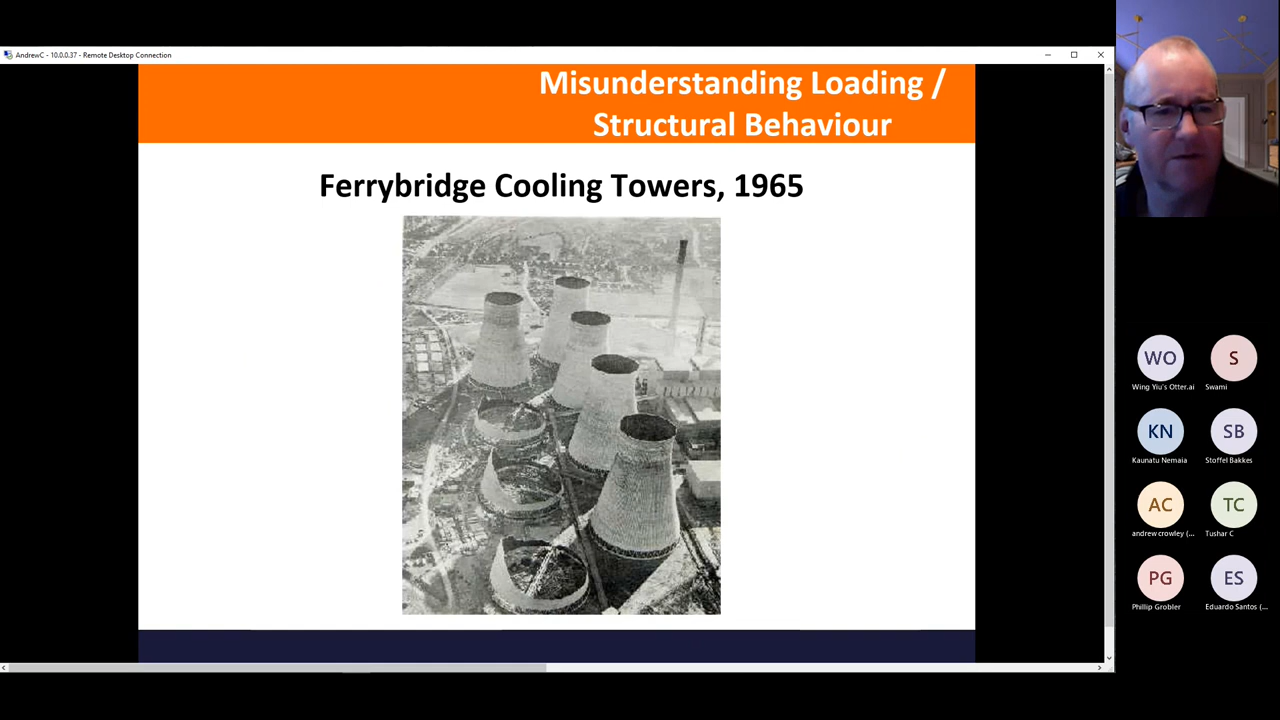 AndrewC - 10.0.0.37 - Remote Desktop Connection
Misunderstanding Loading /
Structural Behaviour
Ferrybridge Cooling Towers, 1965
WO
S
Wing Yiu's Otter.ai
Swami
KN
SB
Kaunatu Nemaia
Stoffel Bakkes
AC
TC
andrew crowley (...
Tushar C
PG
ES
Phillip Grobler
Eduardo Santos (...